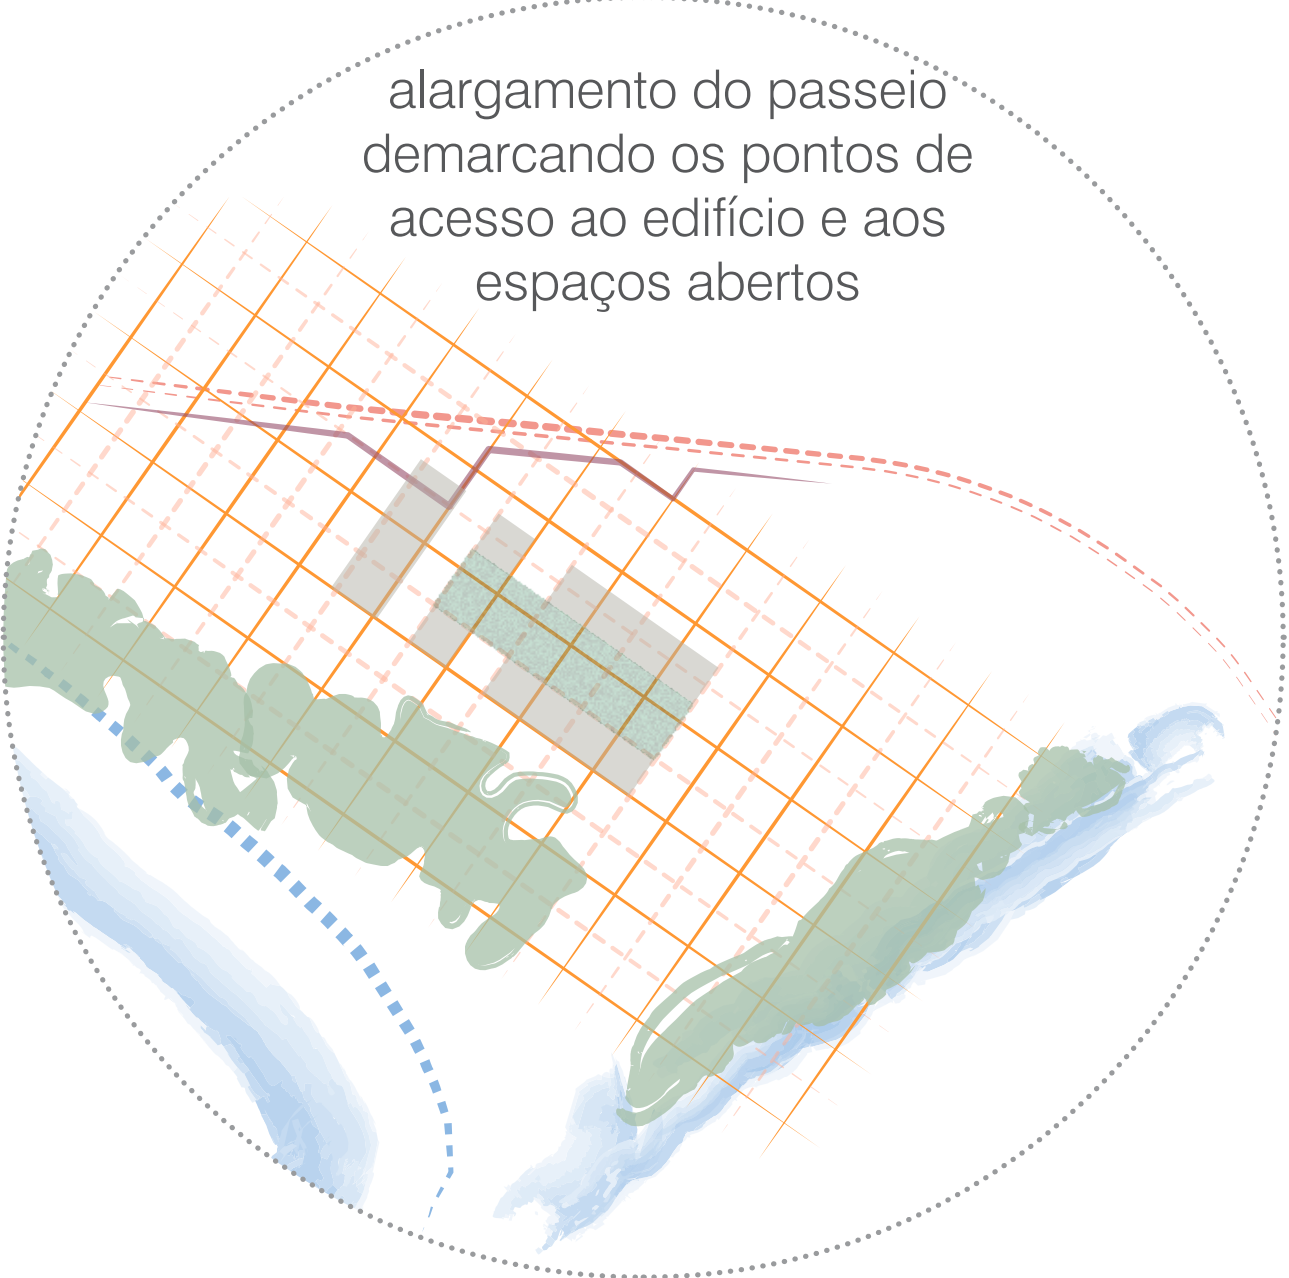 alargamento do passeio
demarcando os pontos de
acesso ao edifício e aos
espaços abertos